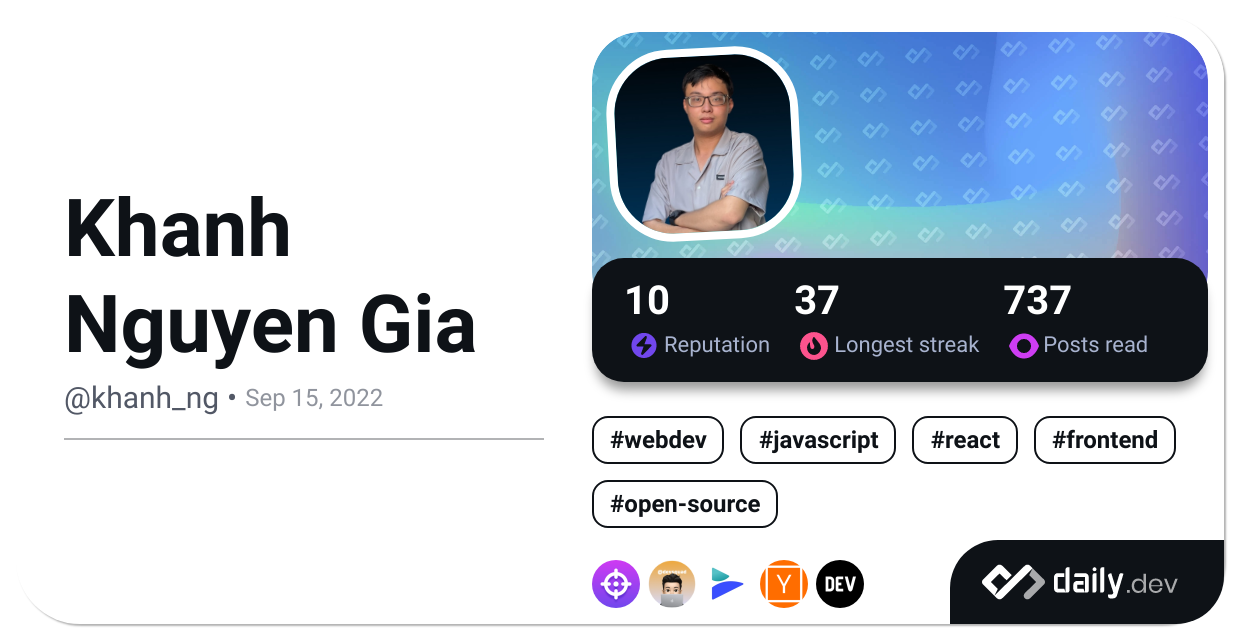 Khanh
Nguyen Gia
@khanh_ng • Sep 15, 2022
10 37 737
Reputation Longest streak Posts read
#webdev #javascript #react #frontend
#open-source
Y DEV
daily.dev